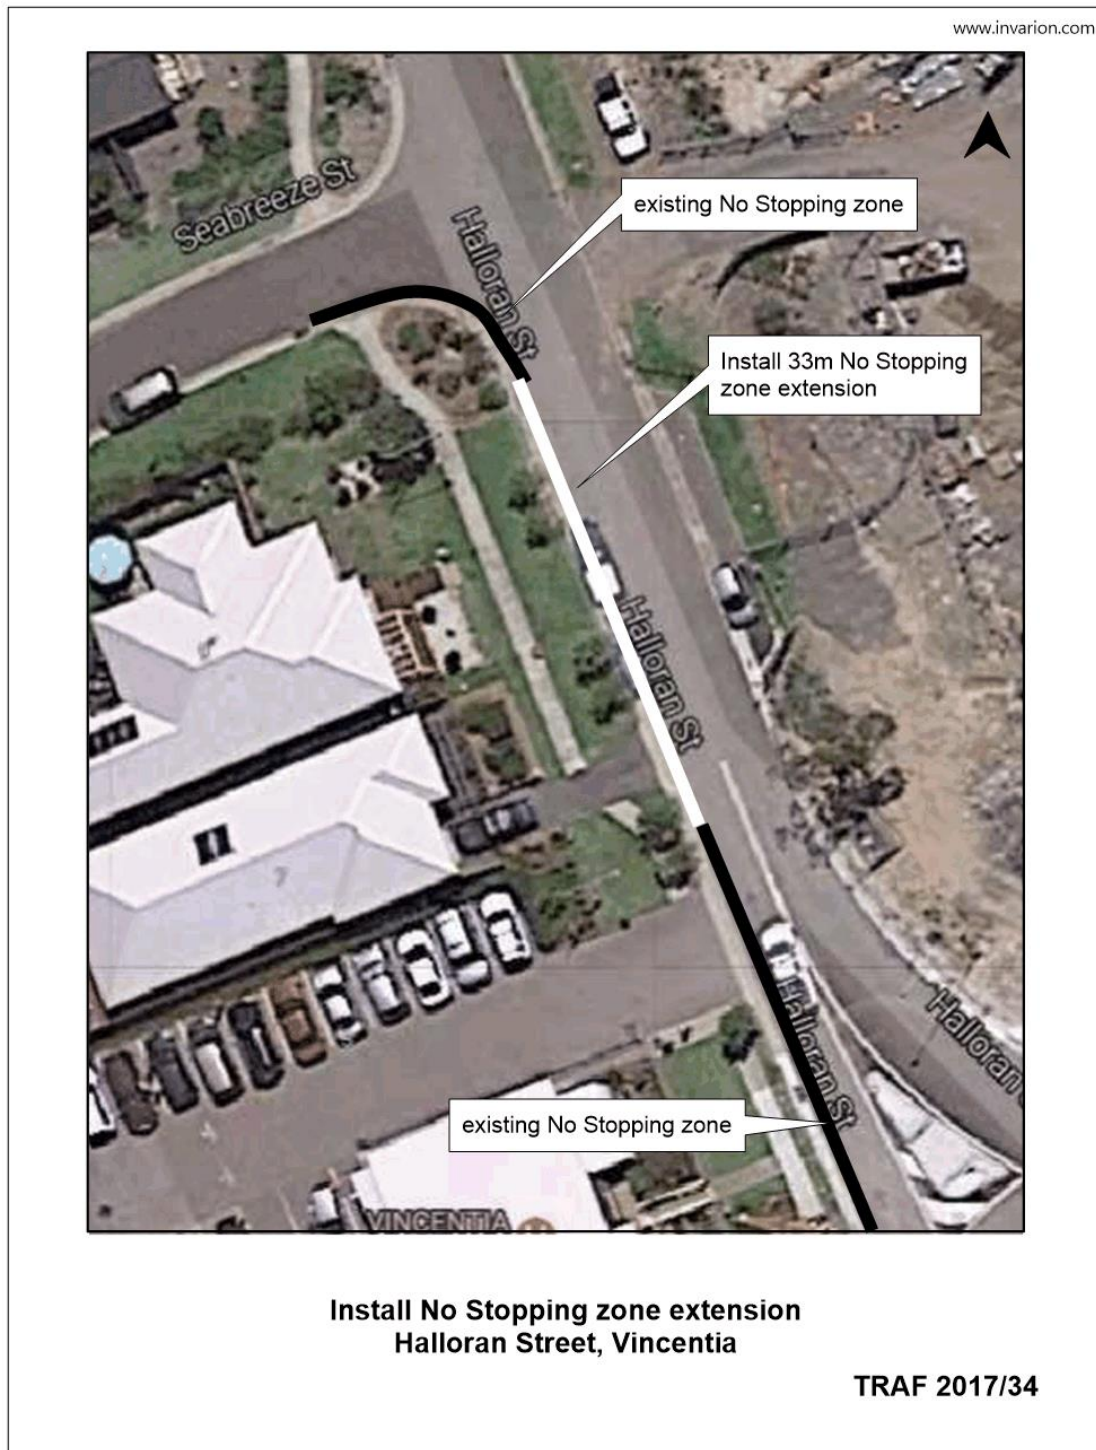 www.invarion.com
Seabreeze St
Halloran St
existing No Stopping zone
Install 33m No Stopping
zone extension
Halloran St
Halloran
Halloran St
existing No Stopping zone
VINCENTIA
Install No Stopping zone extension
Halloran Street, Vincentia
TRAF 2017/34